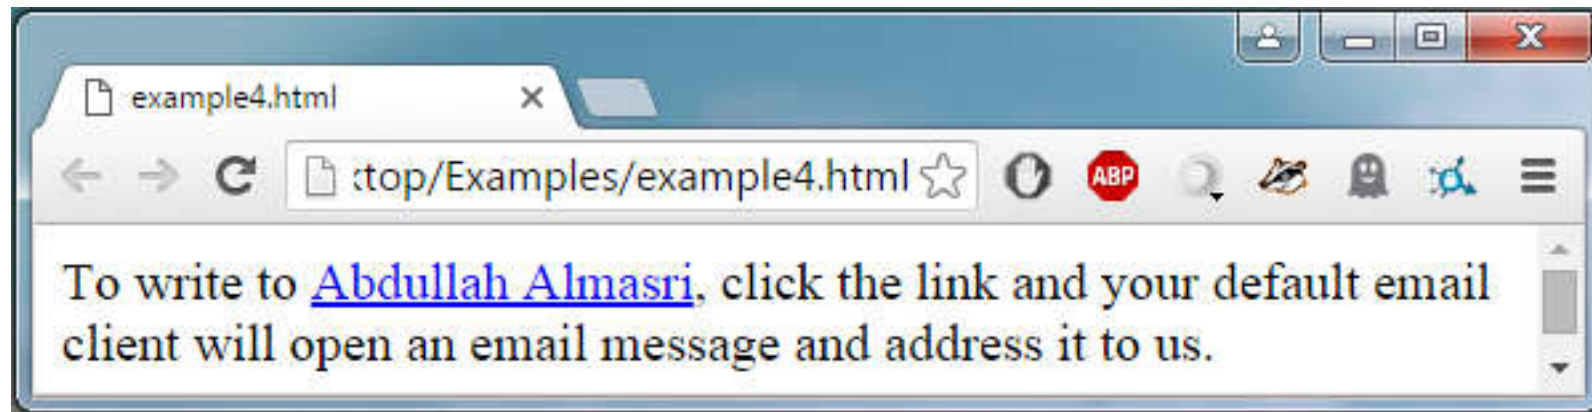 example4.html
ktop/Examples/example4.html
ABP
To write to Abdullah Almasri, click the link and your default email
client will open an email message and address it to us.